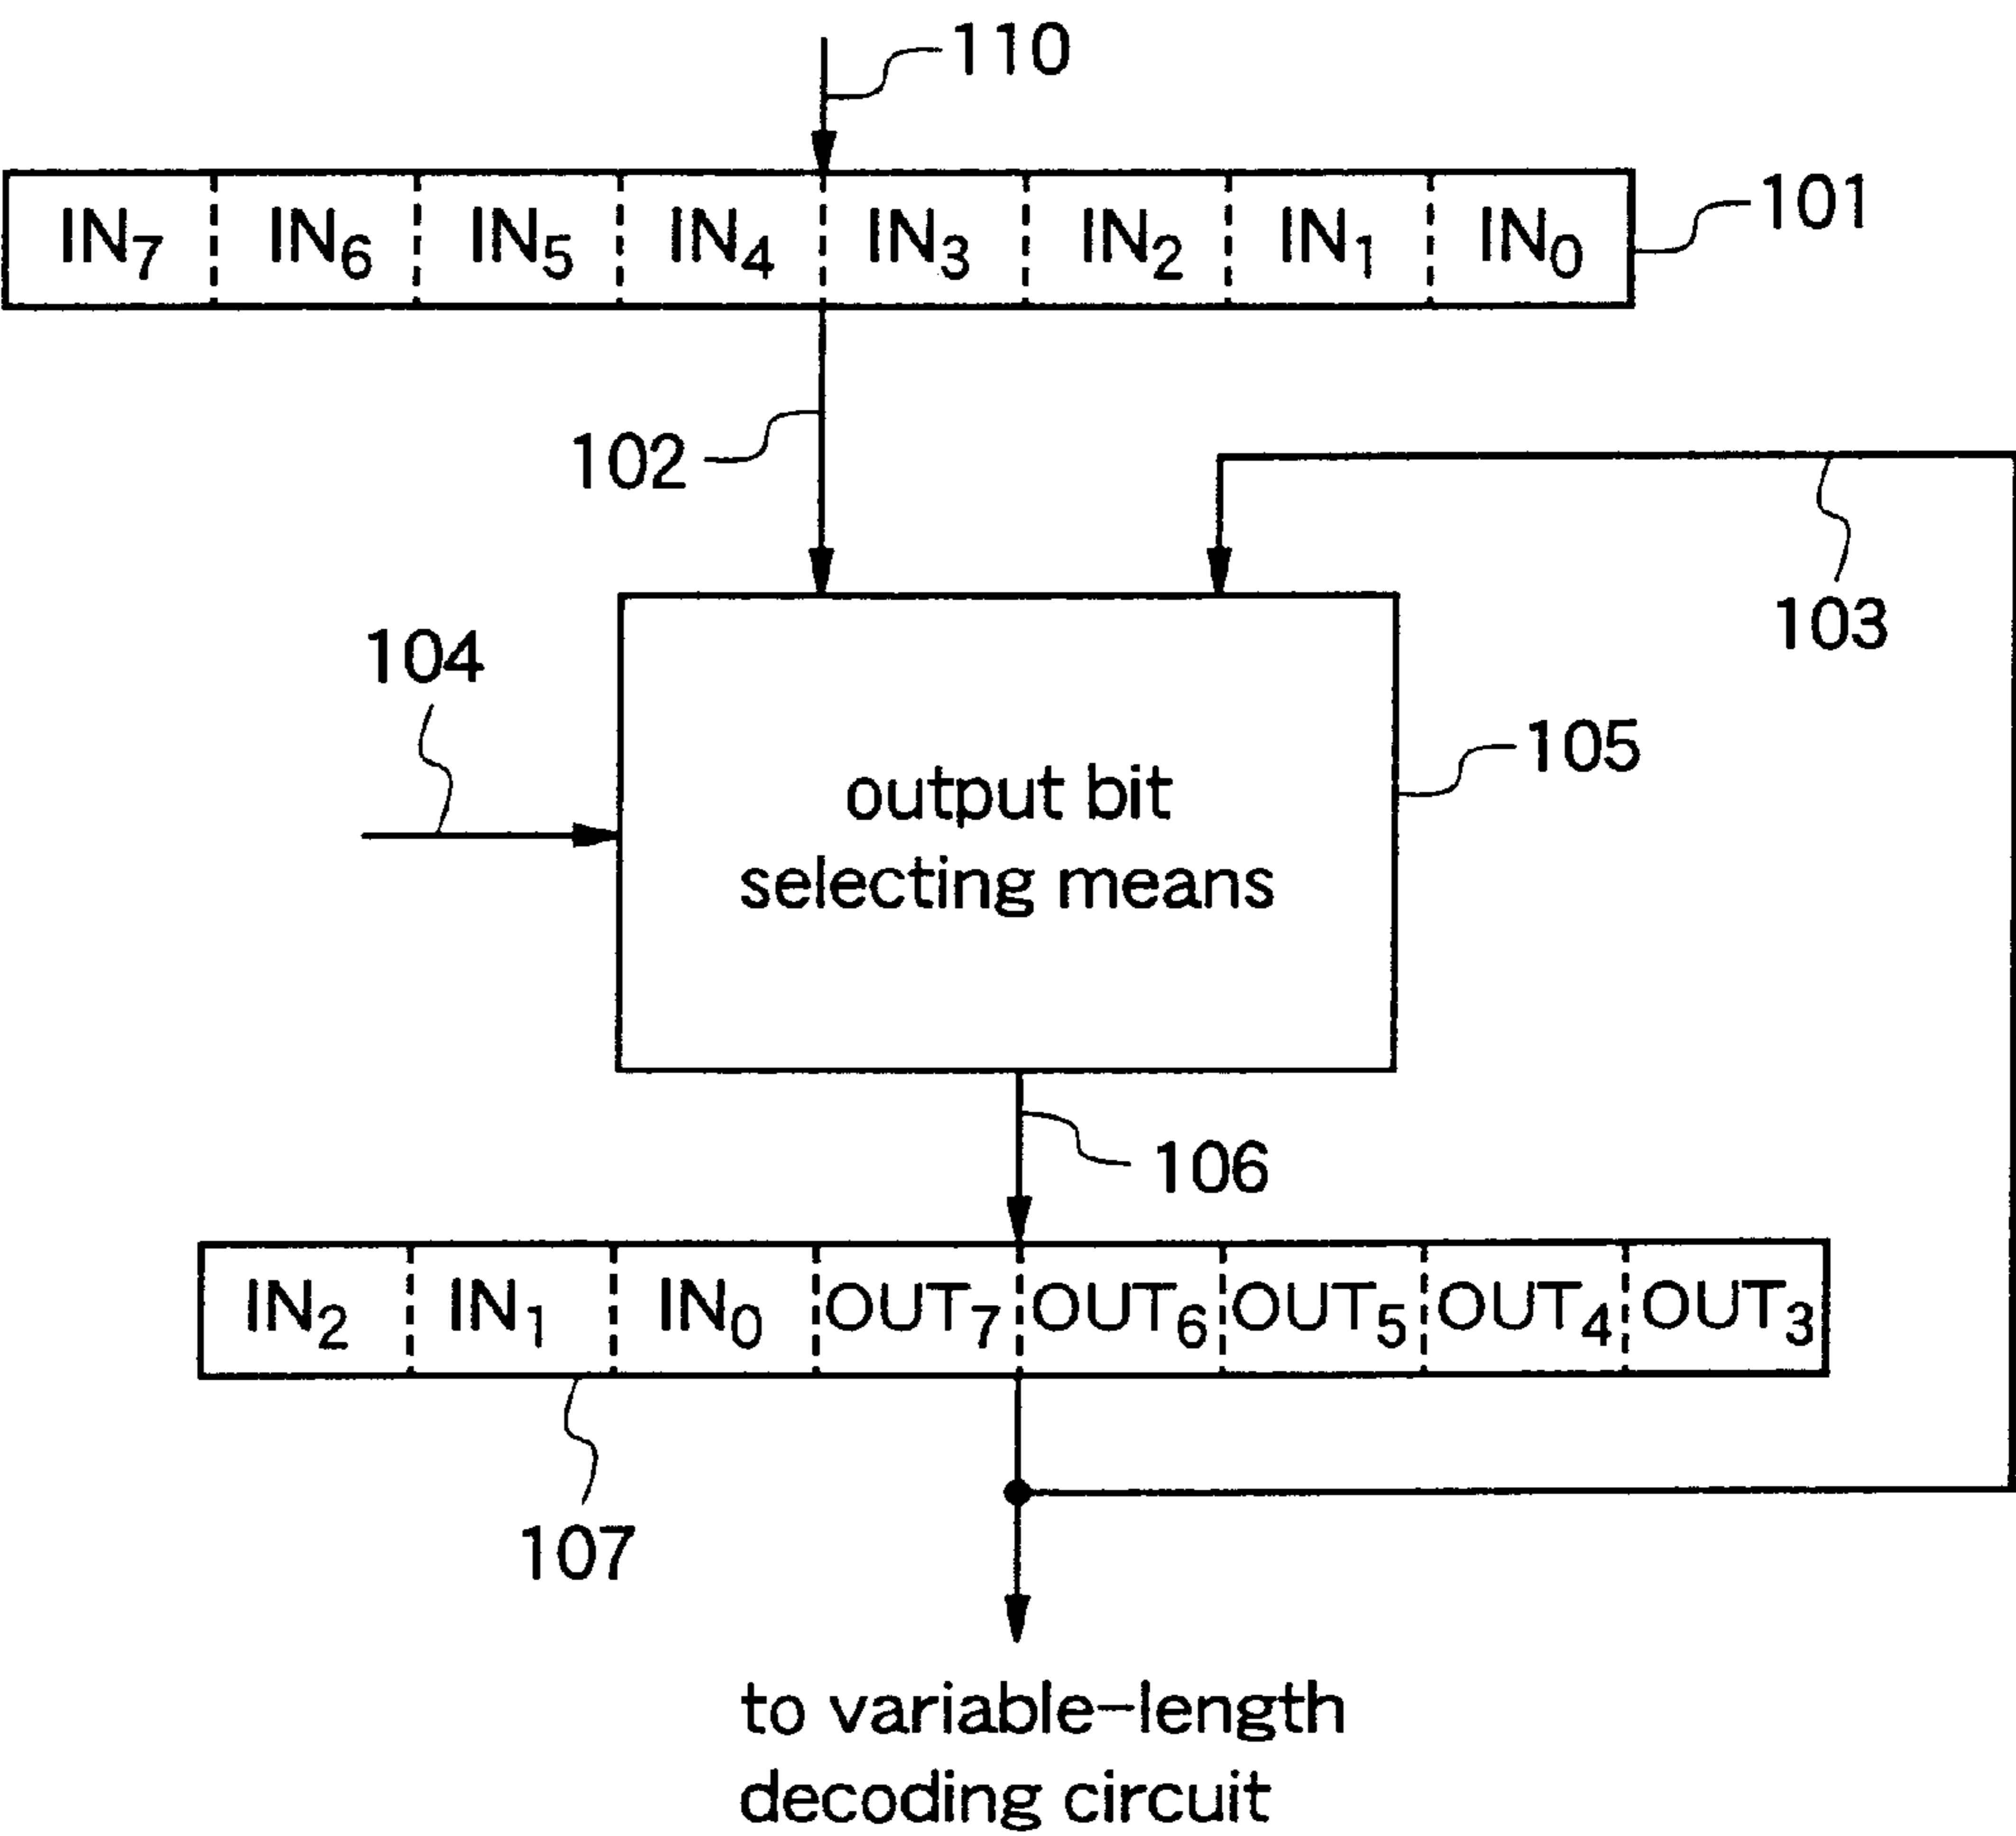 110
IN7 IN6 IN5 IN4 IN3 IN2 IN1 IN0
101
102
103
104
105
output bit
selecting means
106
IN2 IN1 IN0 OUT7 OUT6 OUT5 OUT4 OUT3
107
to variable-length
decoding circuit